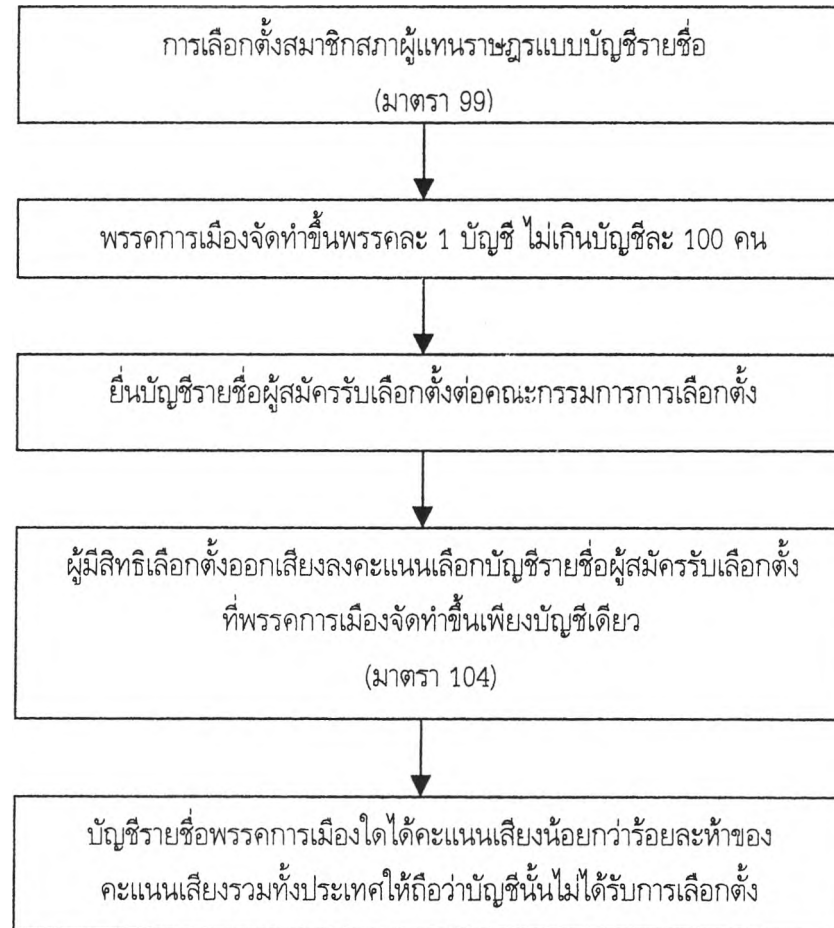 การเลือกตั้งสมาชิกสภาผู้แทนราษฎรแบบบัญชีรายชื่อ
(มาตรา 99)
พรรคการเมืองจัดทำขึ้นพรรคละ 1 บัญชี ไม่เกินบัญชีละ 100 คน
ยื่นบัญชีรายชื่อผู้สมัครรับเลือกตั้งต่อคณะกรรมการการเลือกตั้ง
ผู้มีสิทธิเลือกตั้งออกเสียงลงคะแนนเลือกบัญชีรายชื่อผู้สมัครรับเลือกตั้ง
ที่พรรคการเมืองจัดทำขึ้นเพียงบัญชีเดียว
(มาตรา 104)
บัญชีรายชื่อพรรคการเมืองใดได้คะแนนเสียงน้อยกว่าร้อยละห้าของ
คะแนนเสียงรวมทั้งประเทศให้ถือว่าบัญชีนั้นไม่ได้รับการเลือกตั้ง